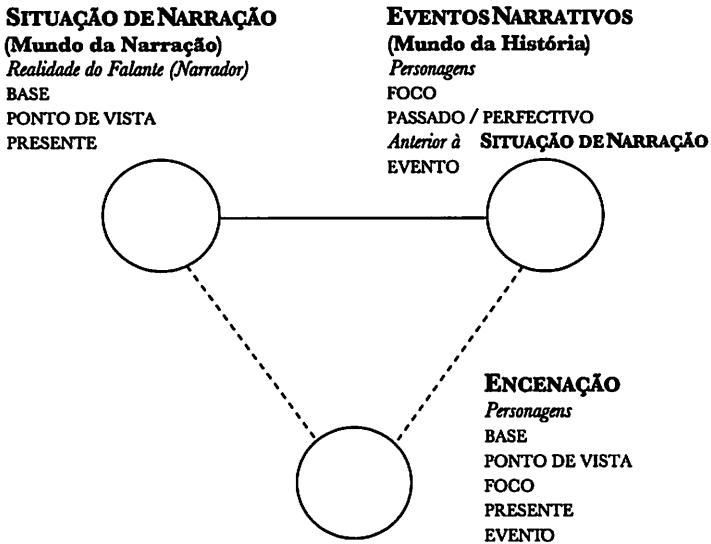 SITUAÇÃO DE NARRAÇÃO
(Mundo da Narração)
Realidade do Falante (Narrador)
BASE
PONTO DE VISTA
PRESENTE
EVENTOS NARRATIVOS
(Mundo da História)
Personagens
FOCO
PASSADO / PERFECTIVO
Anterior à SITUAÇÃO DE NARRAÇÃO
EVENTO
ENCENAÇÃO
Personagens
BASE
PONTO DE VISTA
FOCO
PRESENTE
EVENTO